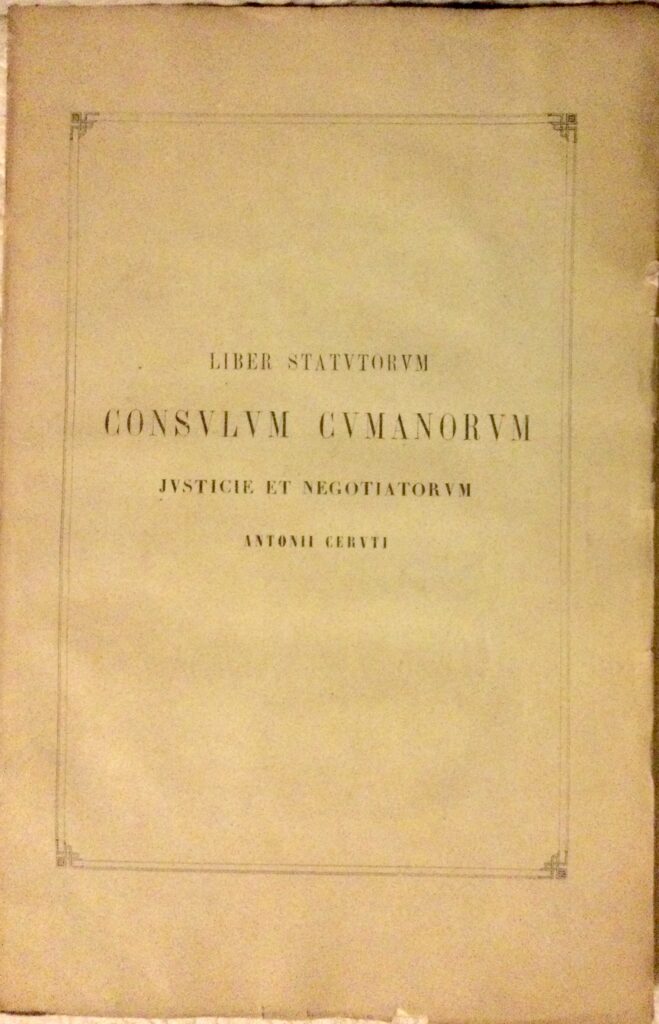 LIBER STATVTORVM
CONSVLVM CVMANORVM
JVSTICIE ET NEGOTIATORVM
ANTONII CERVTI